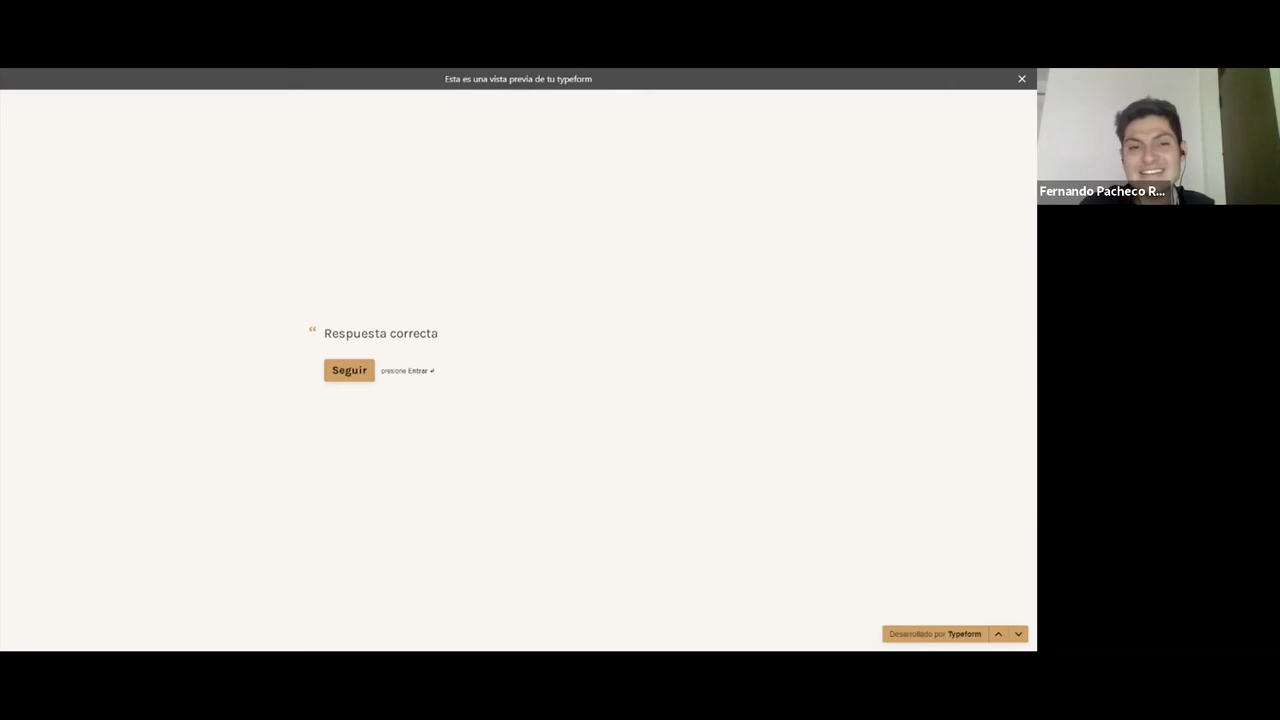 Esta es una vista previa de tu typeform
Fernando Pacheco R...
“ Respuesta correcta
Seguir presione Entrar ↵
Desarrollado por Typeform